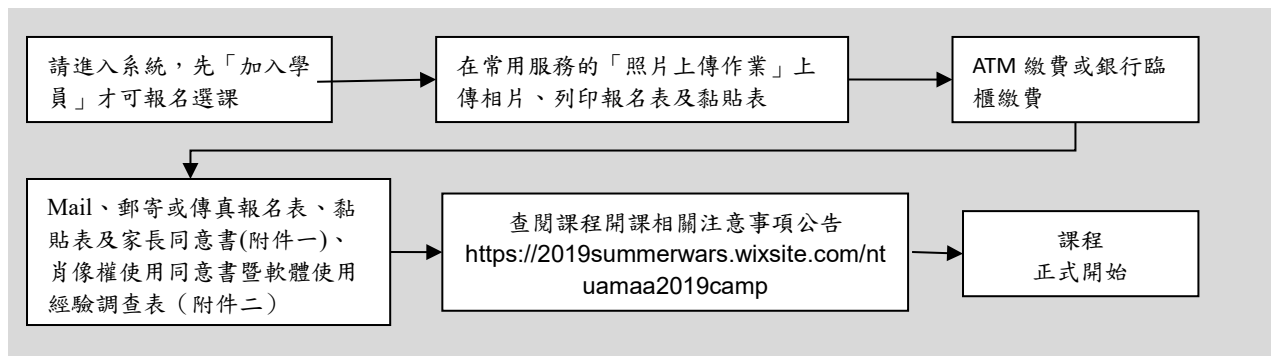 請進入系統，先「加入學
員」才可報名選課
在常用服務的「照片上傳作業」上
傳相片、列印報名表及黏貼表
ATM 繳費或銀行臨
櫃繳費
Mail、郵寄或傳真報名表、黏
貼表及家長同意書(附件一)、
肖像權使用同意書暨軟體使用
經驗調查表（附件二）
查閱課程開課相關注意事項公告
https://2019summerwars.wixsite.com/nt
uamaa2019camp
課程
正式開始